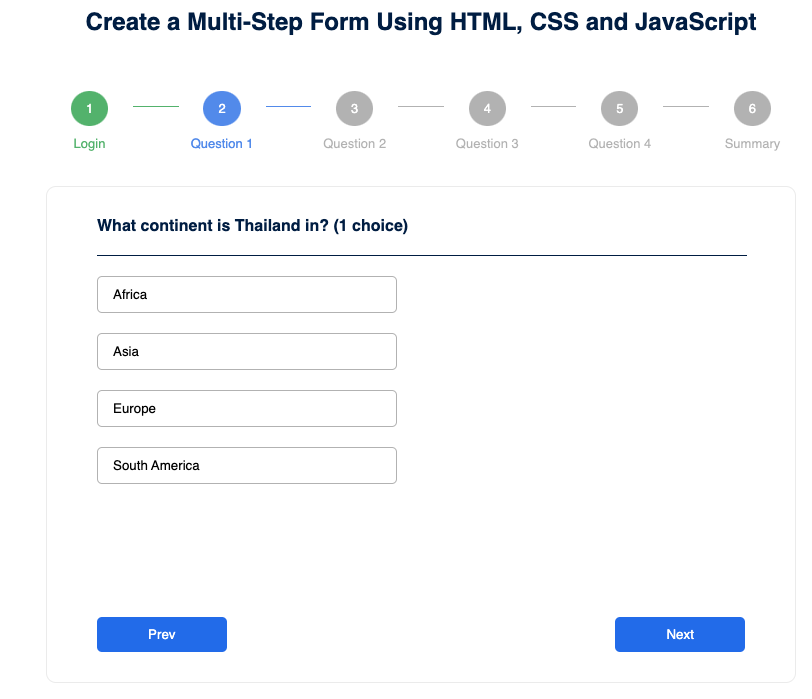 Create a Multi-Step Form Using HTML, CSS and JavaScript
1 2 3 4 5 6
Login Question 1 Question 2 Question 3 Question 4 Summary
What continent is Thailand in? (1 choice)
Africa
Asia
Europe
South America
Prev Next